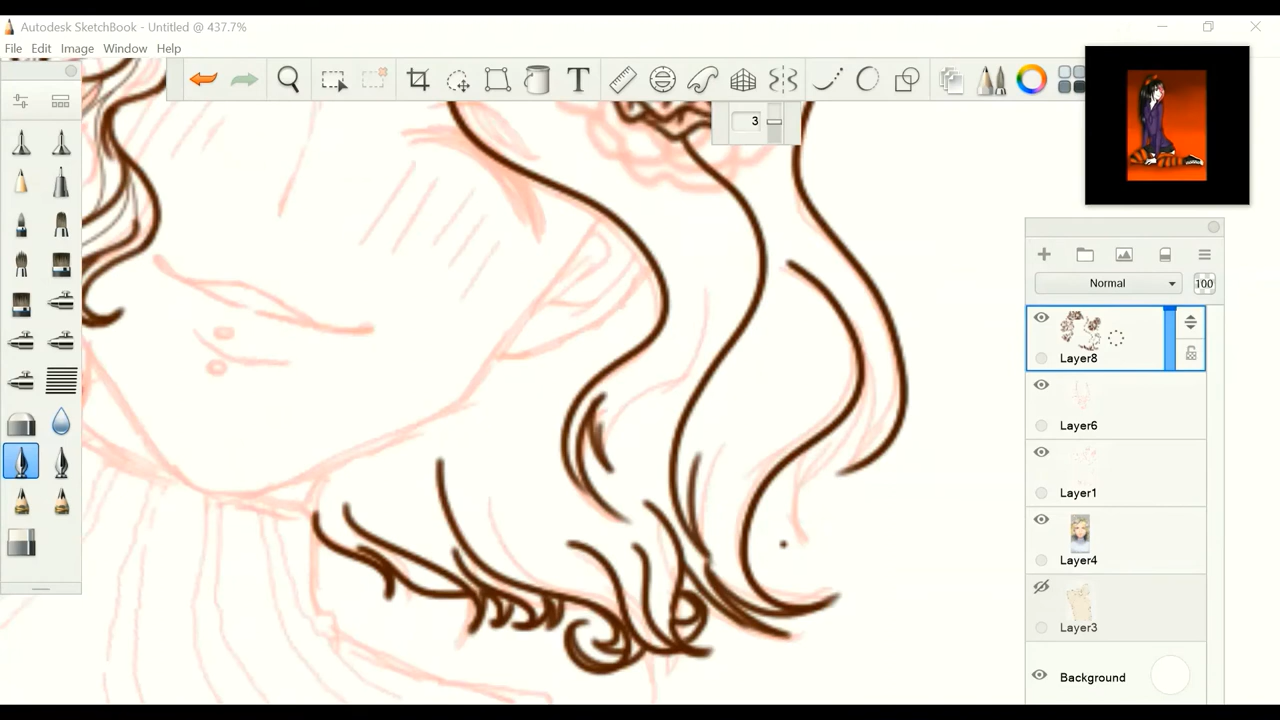 Autodesk SketchBook - Untitled @ 437.7%
File Edit Image Window Help
T
3
Normal 100
Layer8
Layer6
Layer1
Layer4
Layer3
Background